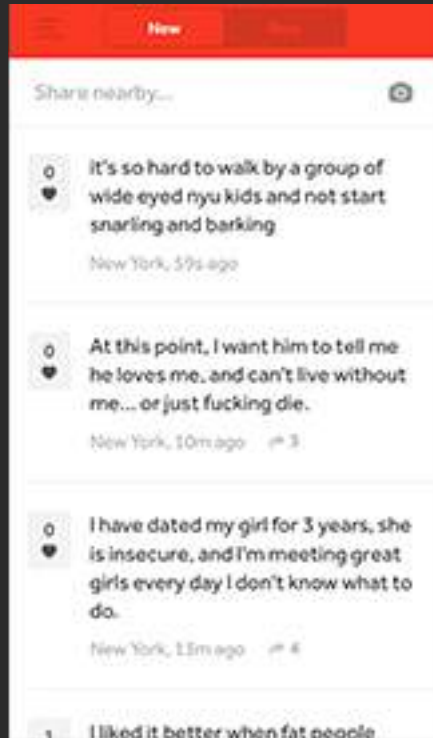 New
Share nearby...
0
it's so hard to walk by a group of
wide eyed nyu kids and not start
snarling and barking
New York, 59s ago
0
At this point, I want him to tell me
he loves me, and can't live without
me... or just fucking die.
New York, 10m ago 3
0
I have dated my girl for 3 years, she
is insecure, and I'm meeting great
girls every day I don't know what to
do.
New York, 13m ago 4
1
I liked it better when fat people